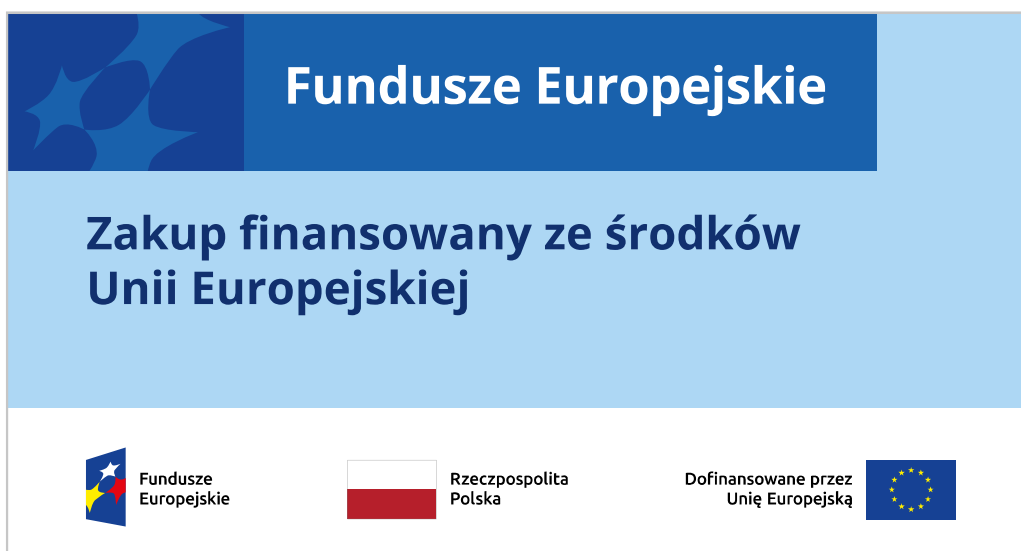 Fundusze Europejskie
Zakup finansowany ze środków
Unii Europejskiej
Fundusze
Europejskie
Rzeczpospolita
Polska
Dofinansowane przez
Unię Europejską